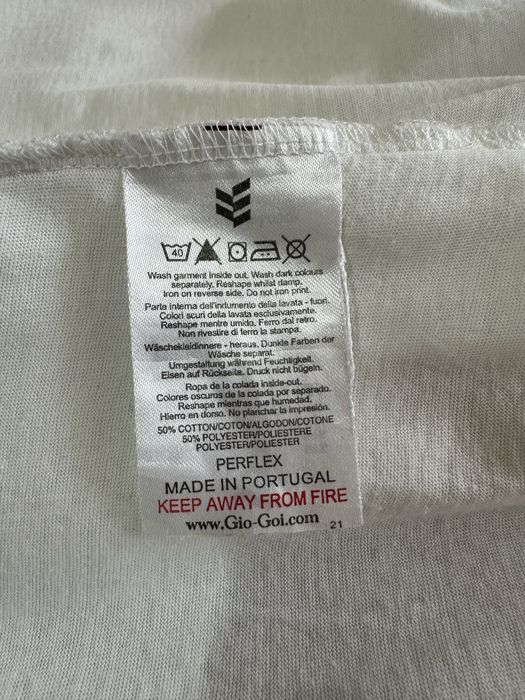 40
Wash garment inside out. Wash dark colours
separately. Reshape whilst damp.
Iron on reverse side. Do not iron print.
Parte interna dell'indumento della lavata - fuori.
Colori scuri della lavata esclusivamente.
Reshape mentre umido. Ferro dal retro.
Non rivestire di ferro la stampa.
Wäschekleidinnere - heraus. Dunkle Farben der
Wäsche separat.
Umgestaltung während Feuchtigkeit.
Eisen auf Rückseite. Druck nicht bügeln.
Ropa de la colada inside-out.
Colores oscuros de la colada por separado.
Reshape mientras que humedad.
Hierro en dorso. No planchar la impresión.
50% COTTON/COTON/ALGODON/COTONE
50% POLYESTER/POLIESTERE
POLYESTER/POLIESTER
PERFLEX
MADE IN PORTUGAL
KEEP AWAY FROM FIRE
www.Gio-Goi.com 21